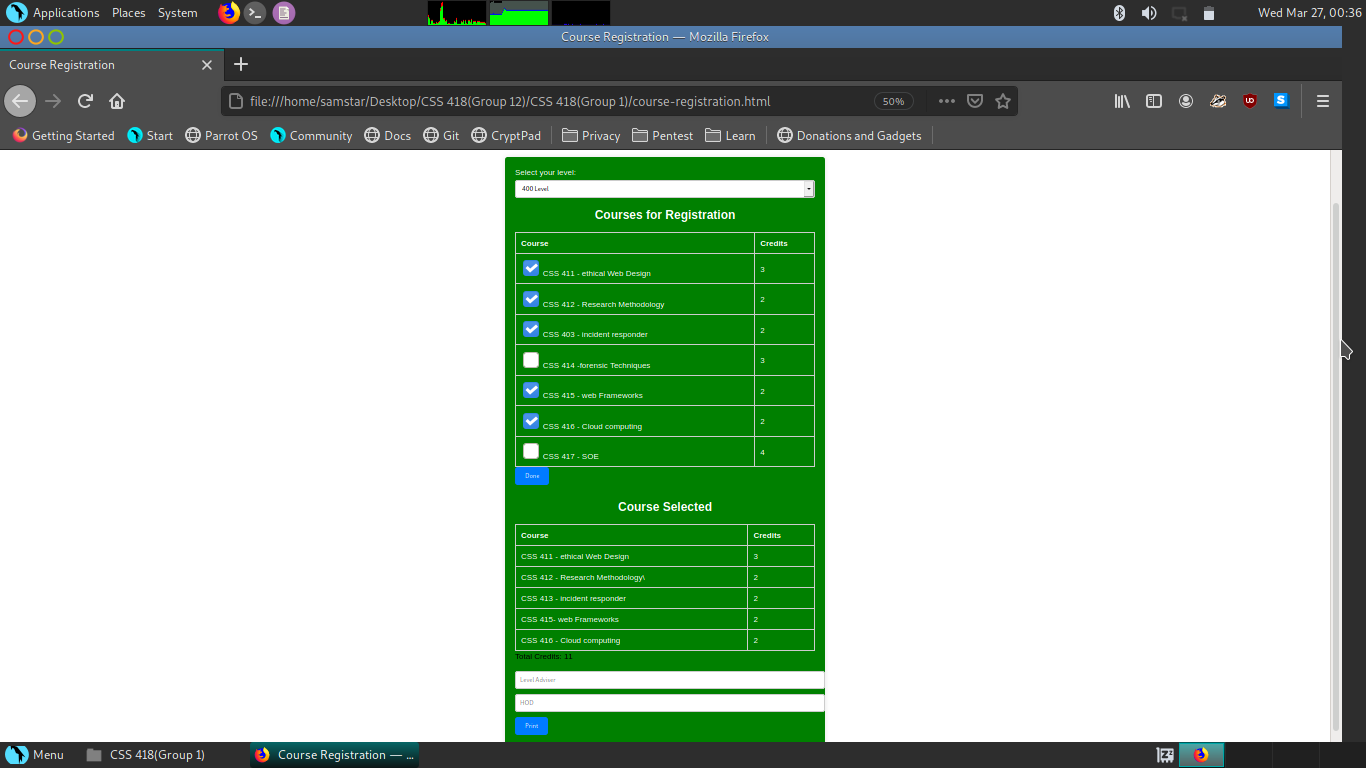 Applications Places System Wed Mar 27, 00:36
Course Registration — Mozilla Firefox
Course Registration
file:///home/samstar/Desktop/CSS 418(Group 12)/CSS 418(Group 1)/course-registration.html 50%
Getting Started Start Parrot OS Community Docs Git CryptPad Privacy Pentest Learn Donations and Gadgets
Select your level:
400 Level
Courses for Registration
Course Credits
CSS 411 - ethical Web Design 3
CSS 412 - Research Methodology 2
CSS 403 - incident responder 2
CSS 414 -forensic Techniques 3
CSS 415 - web Frameworks 2
CSS 416 - Cloud computing 2
CSS 417 - SOE 4
Done
Course Selected
Course Credits
CSS 411 - ethical Web Design 3
CSS 412 - Research Methodology\ 2
CSS 413 - incident responder 2
CSS 415- web Frameworks 2
CSS 416 - Cloud computing 2
Total Credits: 11
Level Adviser
HOD
Print
Menu CSS 418(Group 1) Course Registration — ...